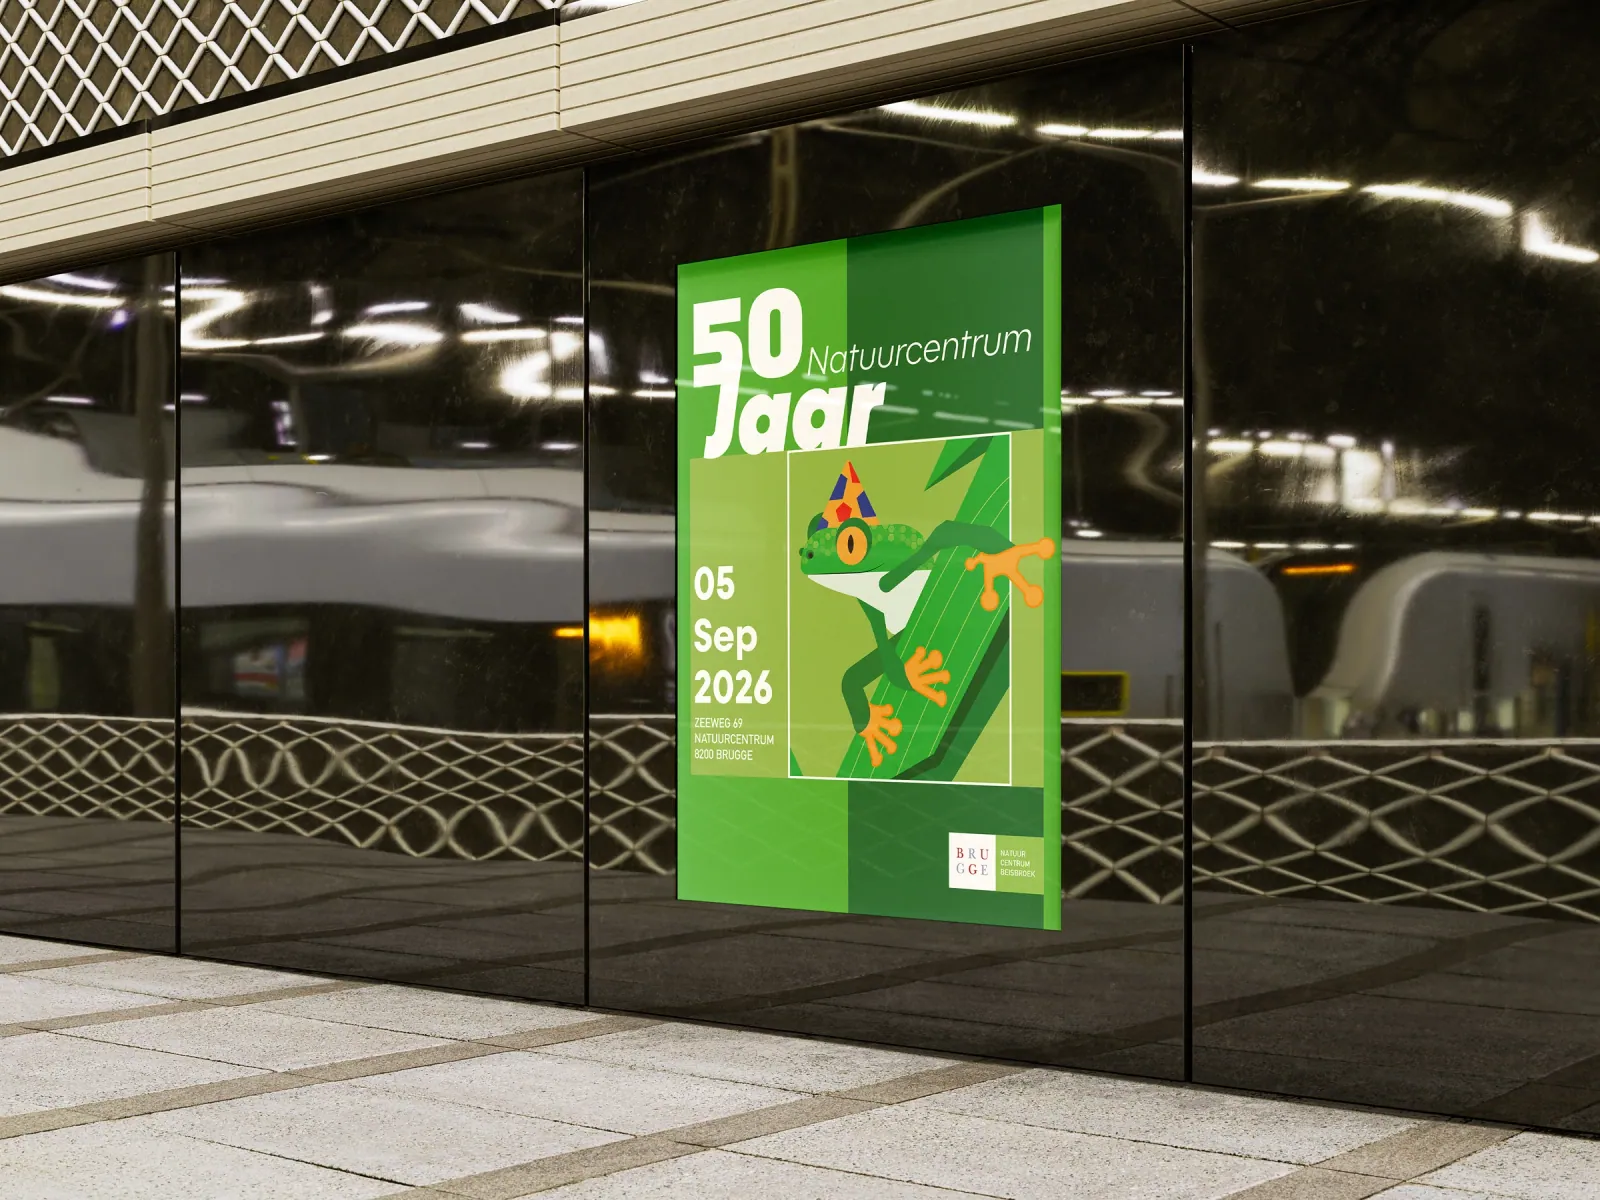 50
Natuurcentrum
Jaar
05
Sep
2026
ZEEWEG 69
NATUURCENTRUM
8200 BRUGGE
BRU
GGE
NATUUR
CENTRUM
BEISBROEK